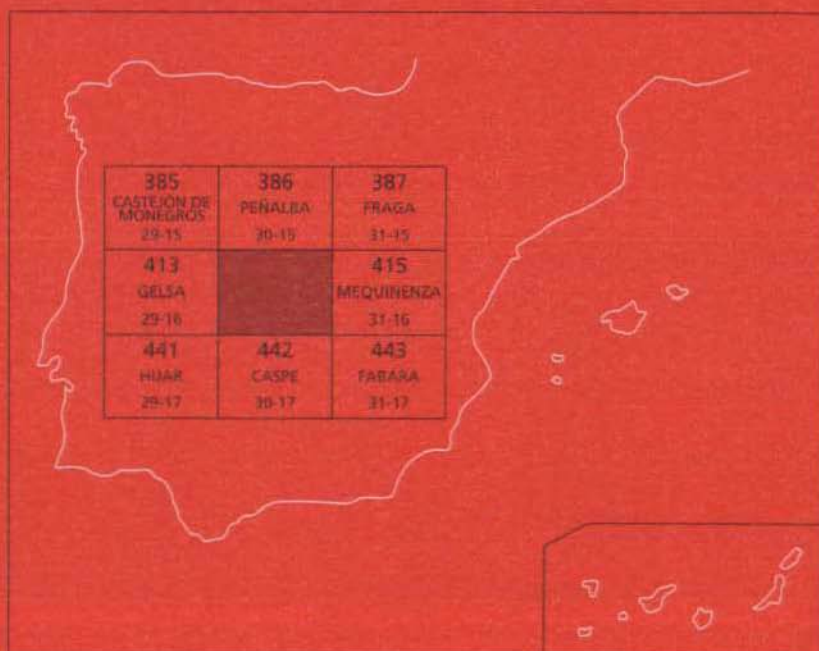 385
CASTEJÓN DE
MONEGROS
29-15
386
PEÑALBA
30-15
387
FRAGA
31-15
413
GELSA
29-16
415
MEQUINENZA
31-16
441
HIJAR
29-17
442
CASPE
30-17
443
FABARA
31-17